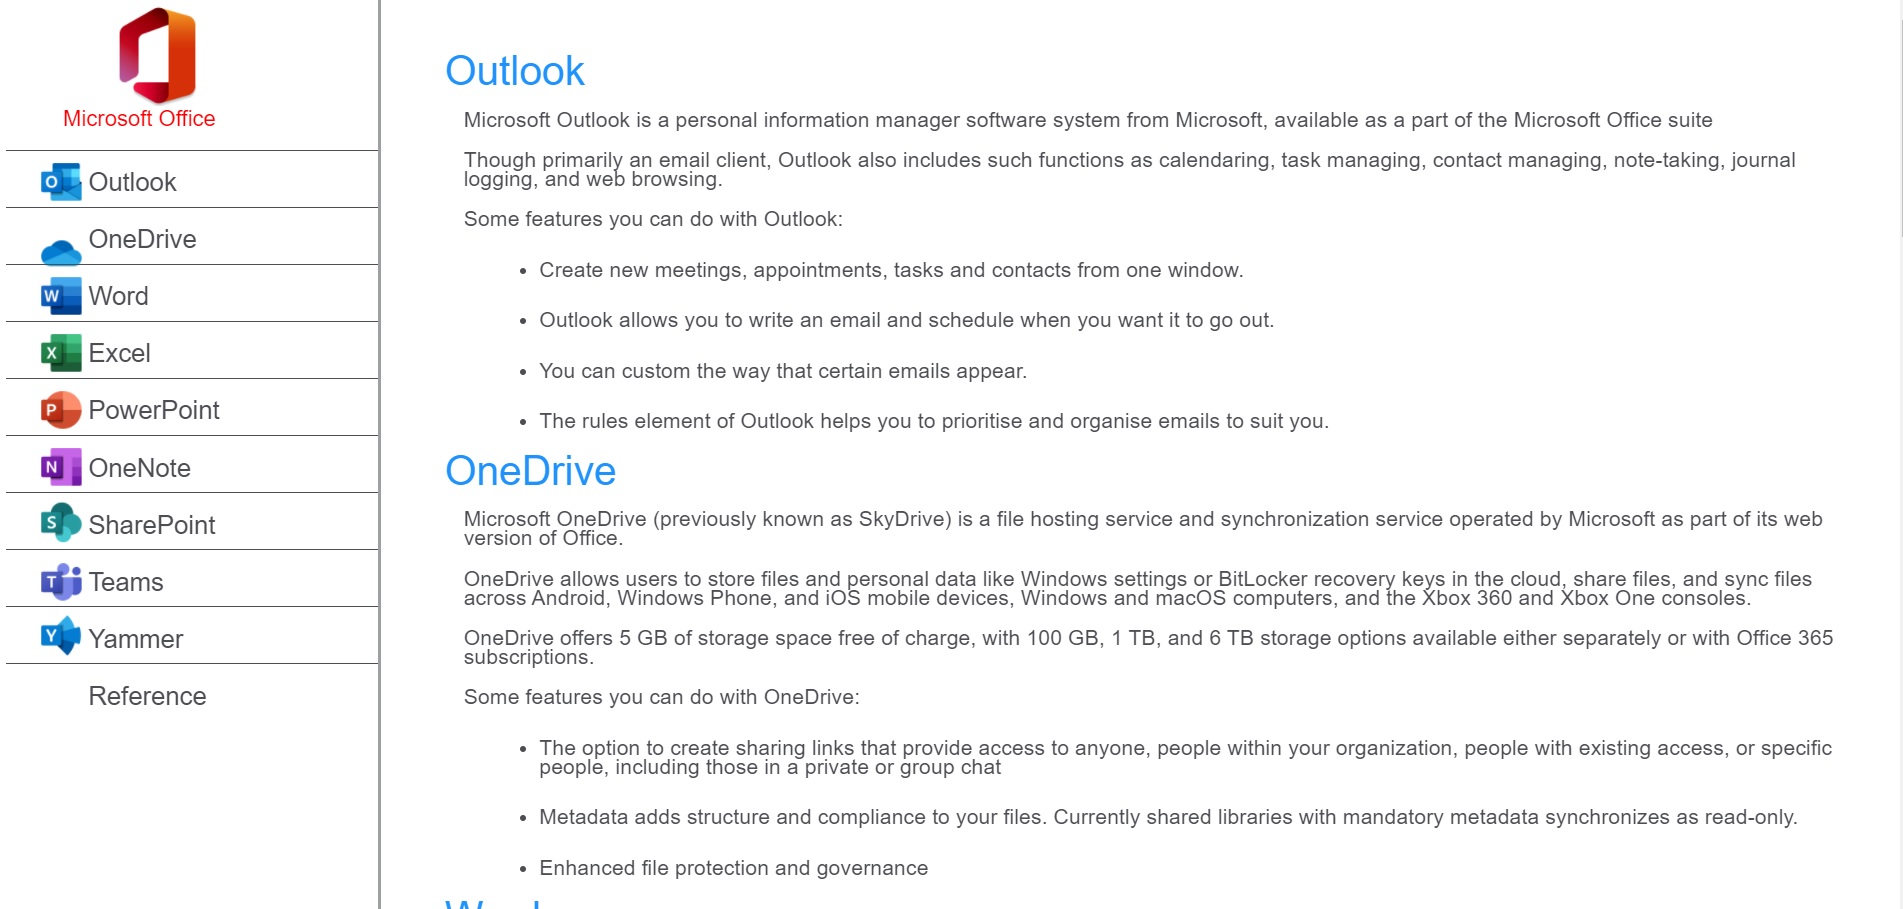 Microsoft Office
Outlook
OneDrive
Word
Excel
PowerPoint
OneNote
SharePoint
Teams
Yammer
Reference
Outlook
Microsoft Outlook is a personal information manager software system from Microsoft, available as a part of the Microsoft Office suite
Though primarily an email client, Outlook also includes such functions as calendaring, task managing, contact managing, note-taking, journal
logging, and web browsing.
Some features you can do with Outlook:
• Create new meetings, appointments, tasks and contacts from one window.
• Outlook allows you to write an email and schedule when you want it to go out.
• You can custom the way that certain emails appear.
• The rules element of Outlook helps you to prioritise and organise emails to suit you.
OneDrive
Microsoft OneDrive (previously known as SkyDrive) is a file hosting service and synchronization service operated by Microsoft as part of its web
version of Office.
OneDrive allows users to store files and personal data like Windows settings or BitLocker recovery keys in the cloud, share files, and sync files
across Android, Windows Phone, and iOS mobile devices, Windows and macOS computers, and the Xbox 360 and Xbox One consoles.
OneDrive offers 5 GB of storage space free of charge, with 100 GB, 1 TB, and 6 TB storage options available either separately or with Office 365
subscriptions.
Some features you can do with OneDrive:
• The option to create sharing links that provide access to anyone, people within your organization, people with existing access, or specific
people, including those in a private or group chat
• Metadata adds structure and compliance to your files. Currently shared libraries with mandatory metadata synchronizes as read-only.
• Enhanced file protection and governance